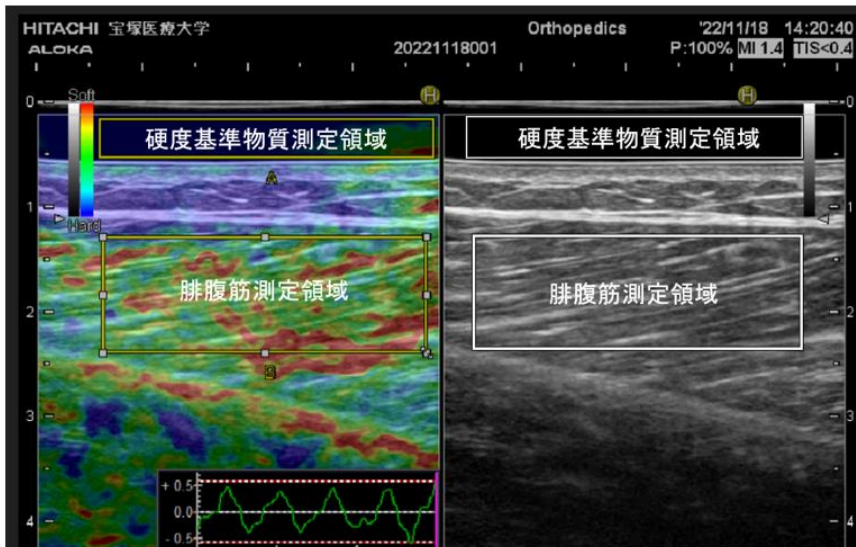 HITACHI 宝塚医療大学 Orthopedics '22/11/18 14:20:40
ALOKA 20221118001 P:100% MI 1.4 TIS<0.4
H H
0 Soft 0
硬度基準物質測定領域 硬度基準物質測定領域
A
1 1
Hard
腓腹筋測定領域 腓腹筋測定領域
2 2
B
3 3
+ 0.5
0.0
- 0.5
4 4